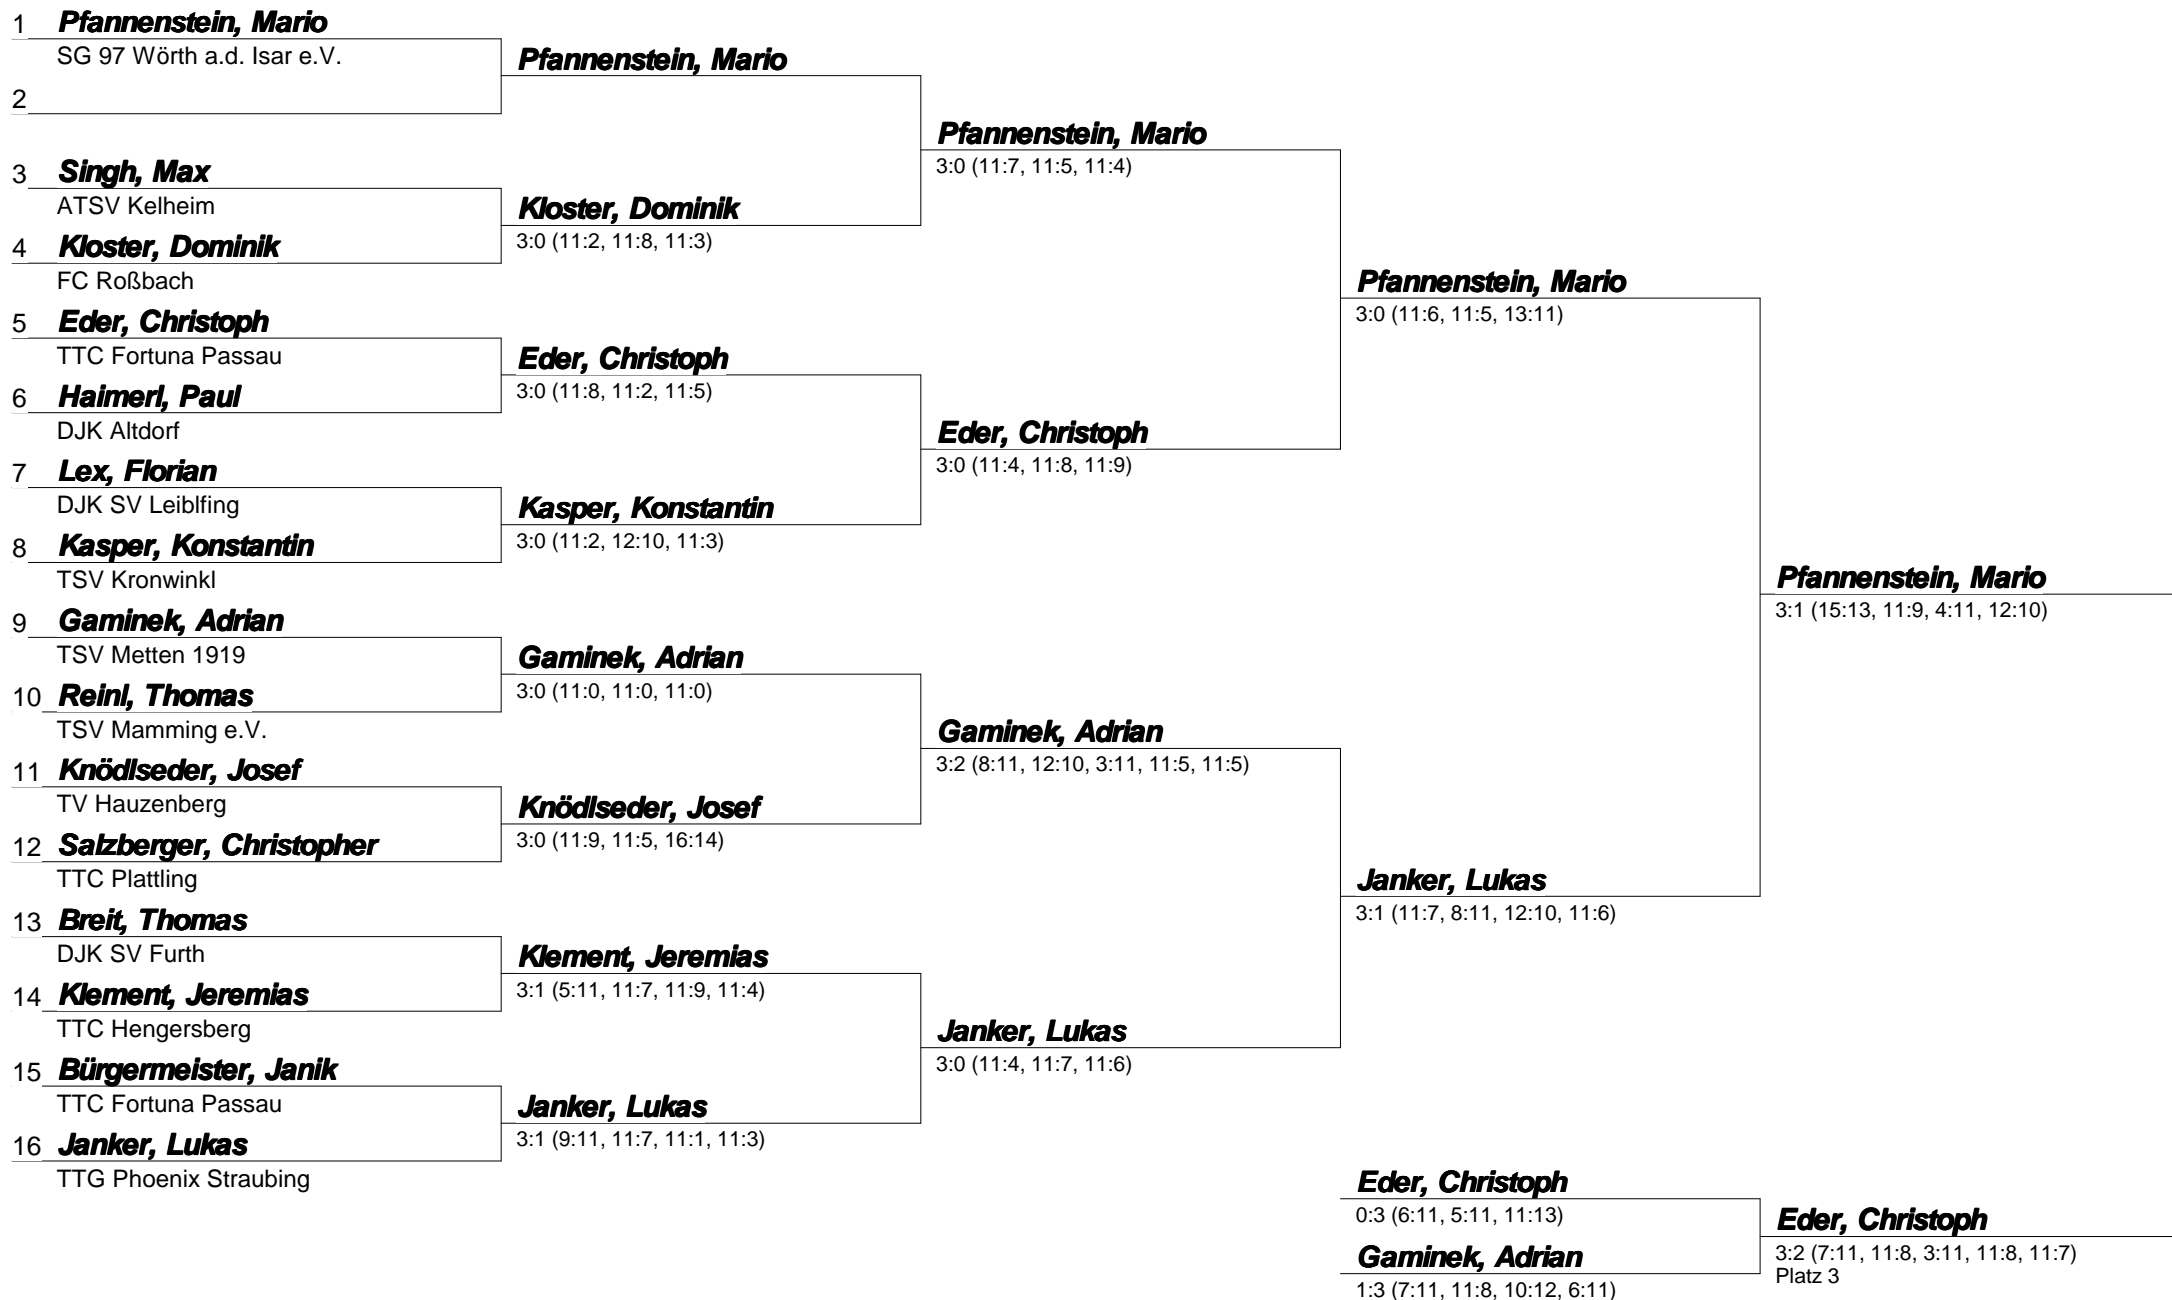 1 Pfannenstein, Mario
SG 97 Wörth a.d. Isar e.V.
2
3 Singh, Max
ATSV Kelheim
4 Kloster, Dominik
FC Roßbach
5 Eder, Christoph
TTC Fortuna Passau
6 Haimerl, Paul
DJK Altdorf
7 Lex, Florian
DJK SV Leiblfing
8 Kasper, Konstantin
TSV Kronwinkl
9 Gaminek, Adrian
TSV Metten 1919
10 Reinl, Thomas
TSV Mamming e.V.
11 Knödlseder, Josef
TV Hauzenberg
12 Salzberger, Christopher
TTC Plattling
13 Breit, Thomas
DJK SV Furth
14 Klement, Jeremias
TTC Hengersberg
15 Bürgermeister, Janik
TTC Fortuna Passau
16 Janker, Lukas
TTG Phoenix Straubing
Pfannenstein, Mario
Kloster, Dominik
3:0 (11:2, 11:8, 11:3)
Eder, Christoph
3:0 (11:8, 11:2, 11:5)
Kasper, Konstantin
3:0 (11:2, 12:10, 11:3)
Gaminek, Adrian
3:0 (11:0, 11:0, 11:0)
Knödlseder, Josef
3:0 (11:9, 11:5, 16:14)
Klement, Jeremias
3:1 (5:11, 11:7, 11:9, 11:4)
Janker, Lukas
3:1 (9:11, 11:7, 11:1, 11:3)
Pfannenstein, Mario
3:0 (11:7, 11:5, 11:4)
Eder, Christoph
3:0 (11:4, 11:8, 11:9)
Gaminek, Adrian
3:2 (8:11, 12:10, 3:11, 11:5, 11:5)
Janker, Lukas
3:0 (11:4, 11:7, 11:6)
Pfannenstein, Mario
3:0 (11:6, 11:5, 13:11)
Janker, Lukas
3:1 (11:7, 8:11, 12:10, 11:6)
Pfannenstein, Mario
3:1 (15:13, 11:9, 4:11, 12:10)
Eder, Christoph
0:3 (6:11, 5:11, 11:13)
Gaminek, Adrian
1:3 (7:11, 11:8, 10:12, 6:11)
Eder, Christoph
3:2 (7:11, 11:8, 3:11, 11:8, 11:7)
Platz 3